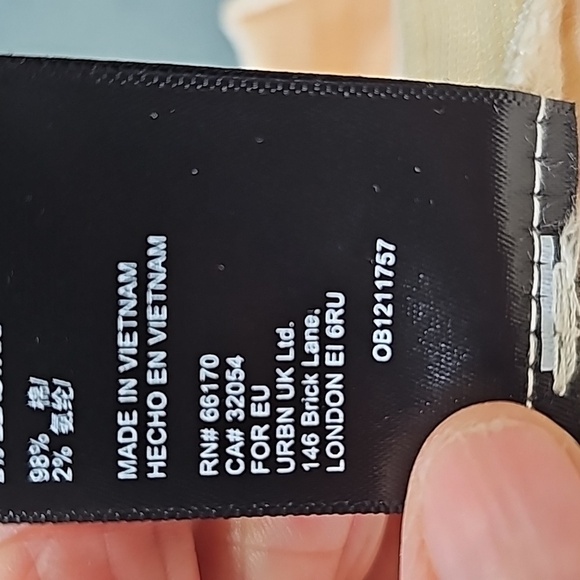 98% 棉/
2% 氨纶/
MADE IN VIETNAM
HECHO EN VIETNAM
RN# 66170
CA# 32054
FOR EU
URBN UK Ltd.
146 Brick Lane,
LONDON EI 6RU
OB1211757